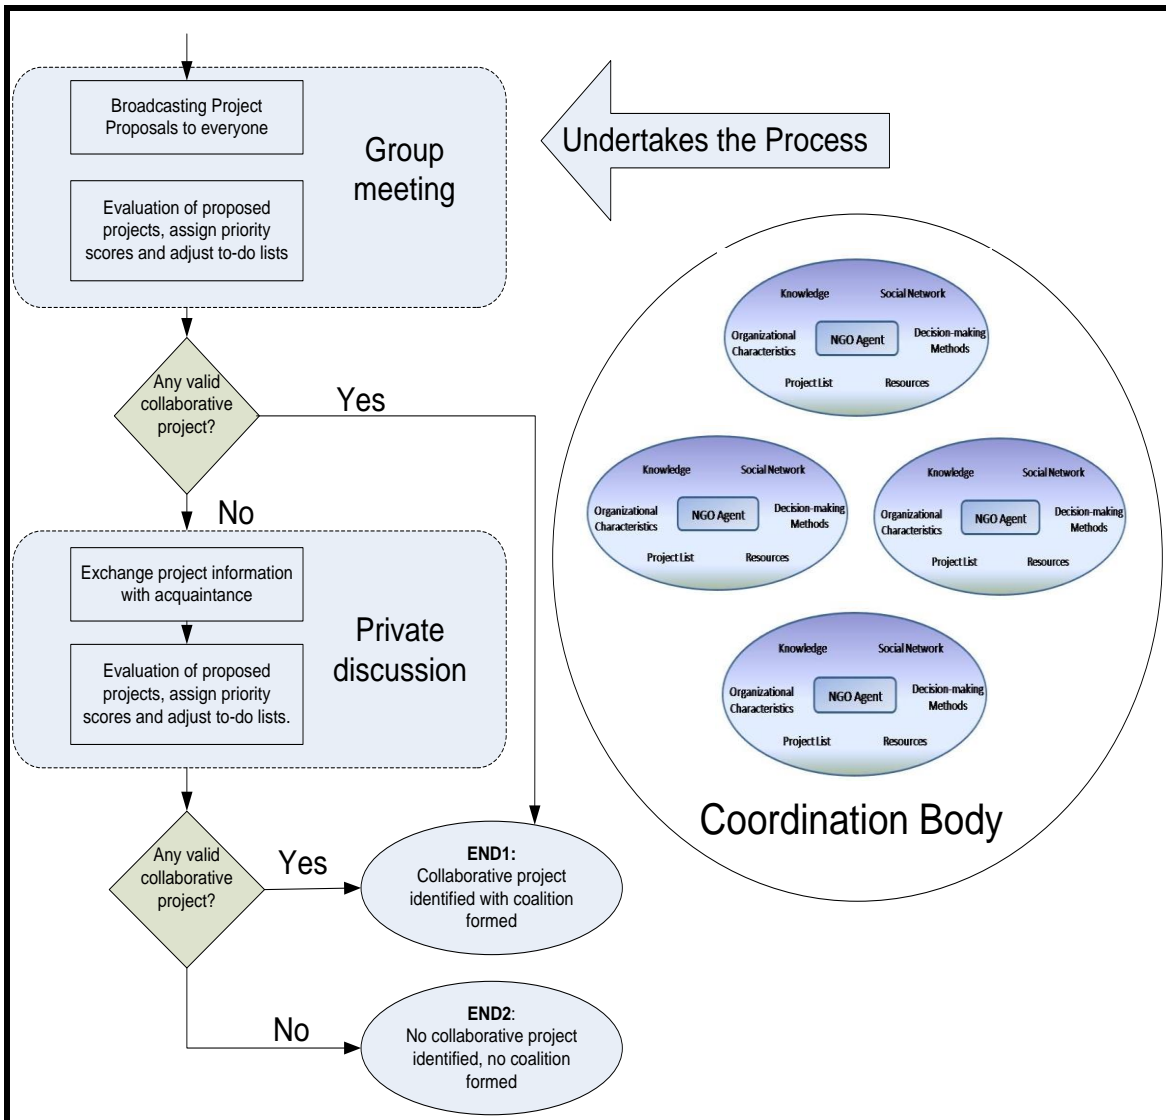 Broadcasting Project
Proposals to everyone
Group
meeting
Evaluation of proposed
projects, assign priority
scores and adjust to-do lists
Undertakes the Process
Any valid
collaborative
project?
Yes
No
Exchange project information
with acquaintance
Private
discussion
Evaluation of proposed
projects, assign priority
scores and adjust to-do lists.
Any valid
collaborative
project?
Yes
No
END1:
Collaborative project
identified with coalition
formed
END2:
No collaborative project
identified, no coalition
formed
Knowledge
Social Network
Organizational
Characteristics
NGO Agent
Decision-making
Methods
Project List
Resources
Knowledge
Social Network
Organizational
Characteristics
NGO Agent
Decision-making
Methods
Project List
Resources
Knowledge
Social Network
Organizational
Characteristics
NGO Agent
Decision-making
Methods
Project List
Resources
Knowledge
Social Network
Organizational
Characteristics
NGO Agent
Decision-making
Methods
Project List
Resources
Coordination Body